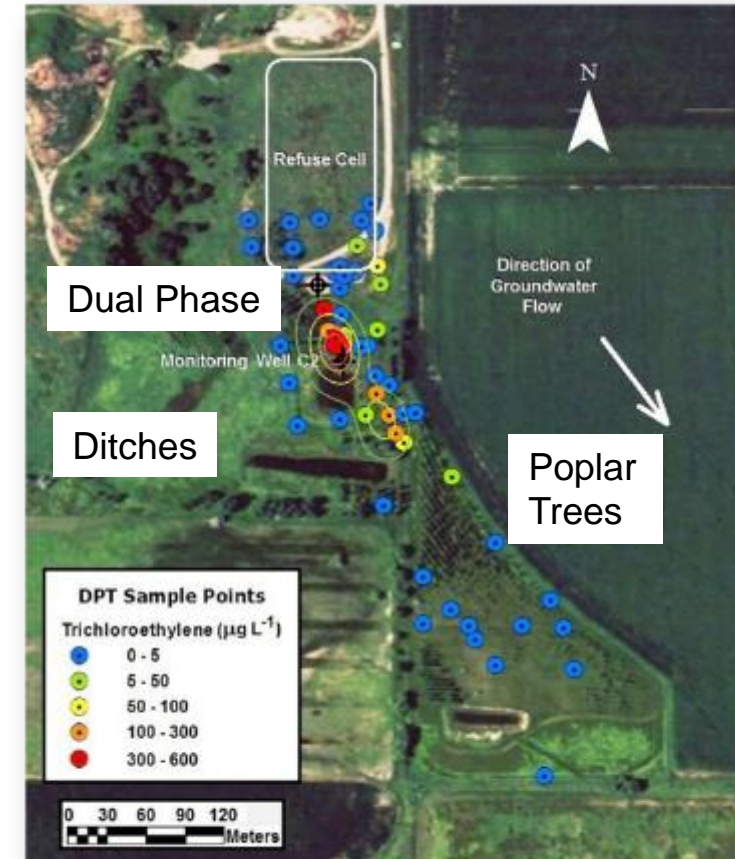 N
Refuse Cell
Direction of
Groundwater
Flow
Dual Phase
Monitoring Well C2
Ditches
Poplar
Trees
DPT Sample Points
Trichloroethylene (µg L⁻¹)
0 - 5
5 - 50
50 - 100
100 - 300
300 - 600
0 30 60 90 120
Meters